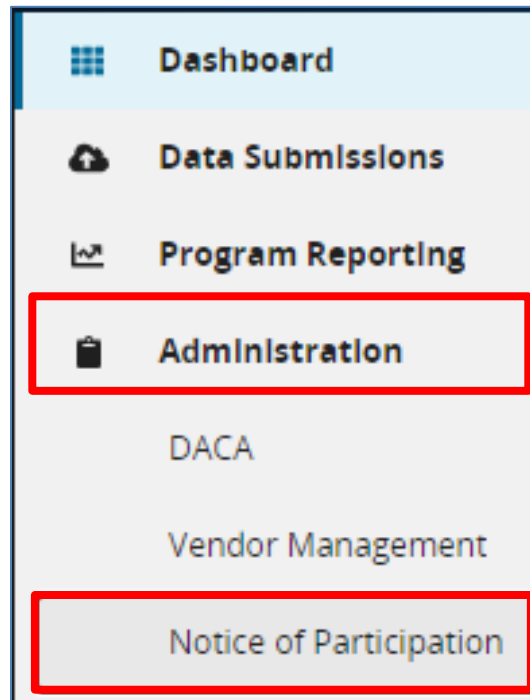 Dashboard
Data Submissions
Program Reporting
Administration
DACA
Vendor Management
Notice of Participation